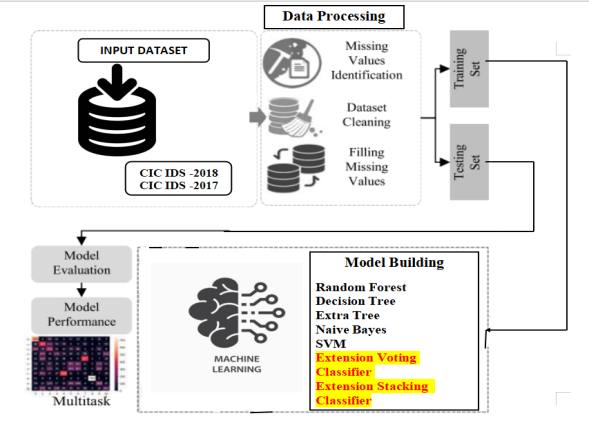 Data Processing
INPUT DATASET
CIC IDS -2018
CIC IDS -2017
Missing
Values
Identification
Dataset
Cleaning
Filling
Missing
Values
Training
Set
Testing
Set
Model
Evaluation
Model
Performance
Multitask
MACHINE
LEARNING
Model Building
Random Forest
Decision Tree
Extra Tree
Naive Bayes
SVM
Extension Voting
Classifier
Extension Stacking
Classifier